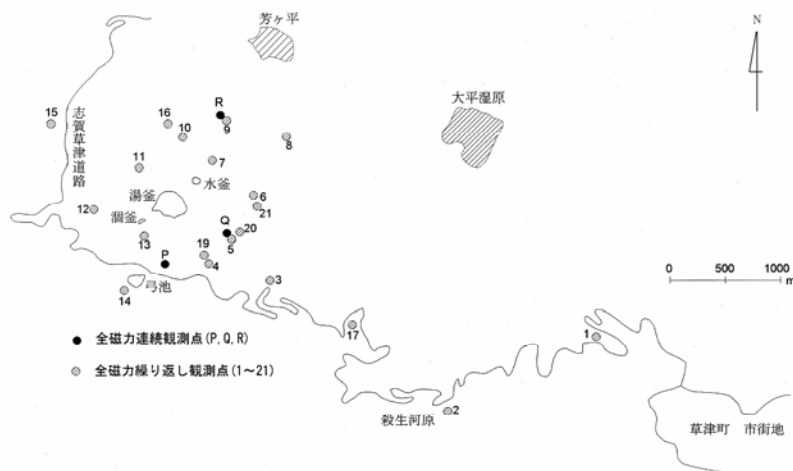 芳ヶ平
N
R
15
16
9
大平湿原
志賀草津道路
10
8
7
11
水釜
湯釜
6
21
12
涸釜
Q
20
13
5
19
P
4
0 500 1000
m
3
弓池
14
● 全磁力連続観測点(P,Q,R)
17
1
全磁力繰り返し観測点(1~21)
2
殺生河原
草津町 市街地